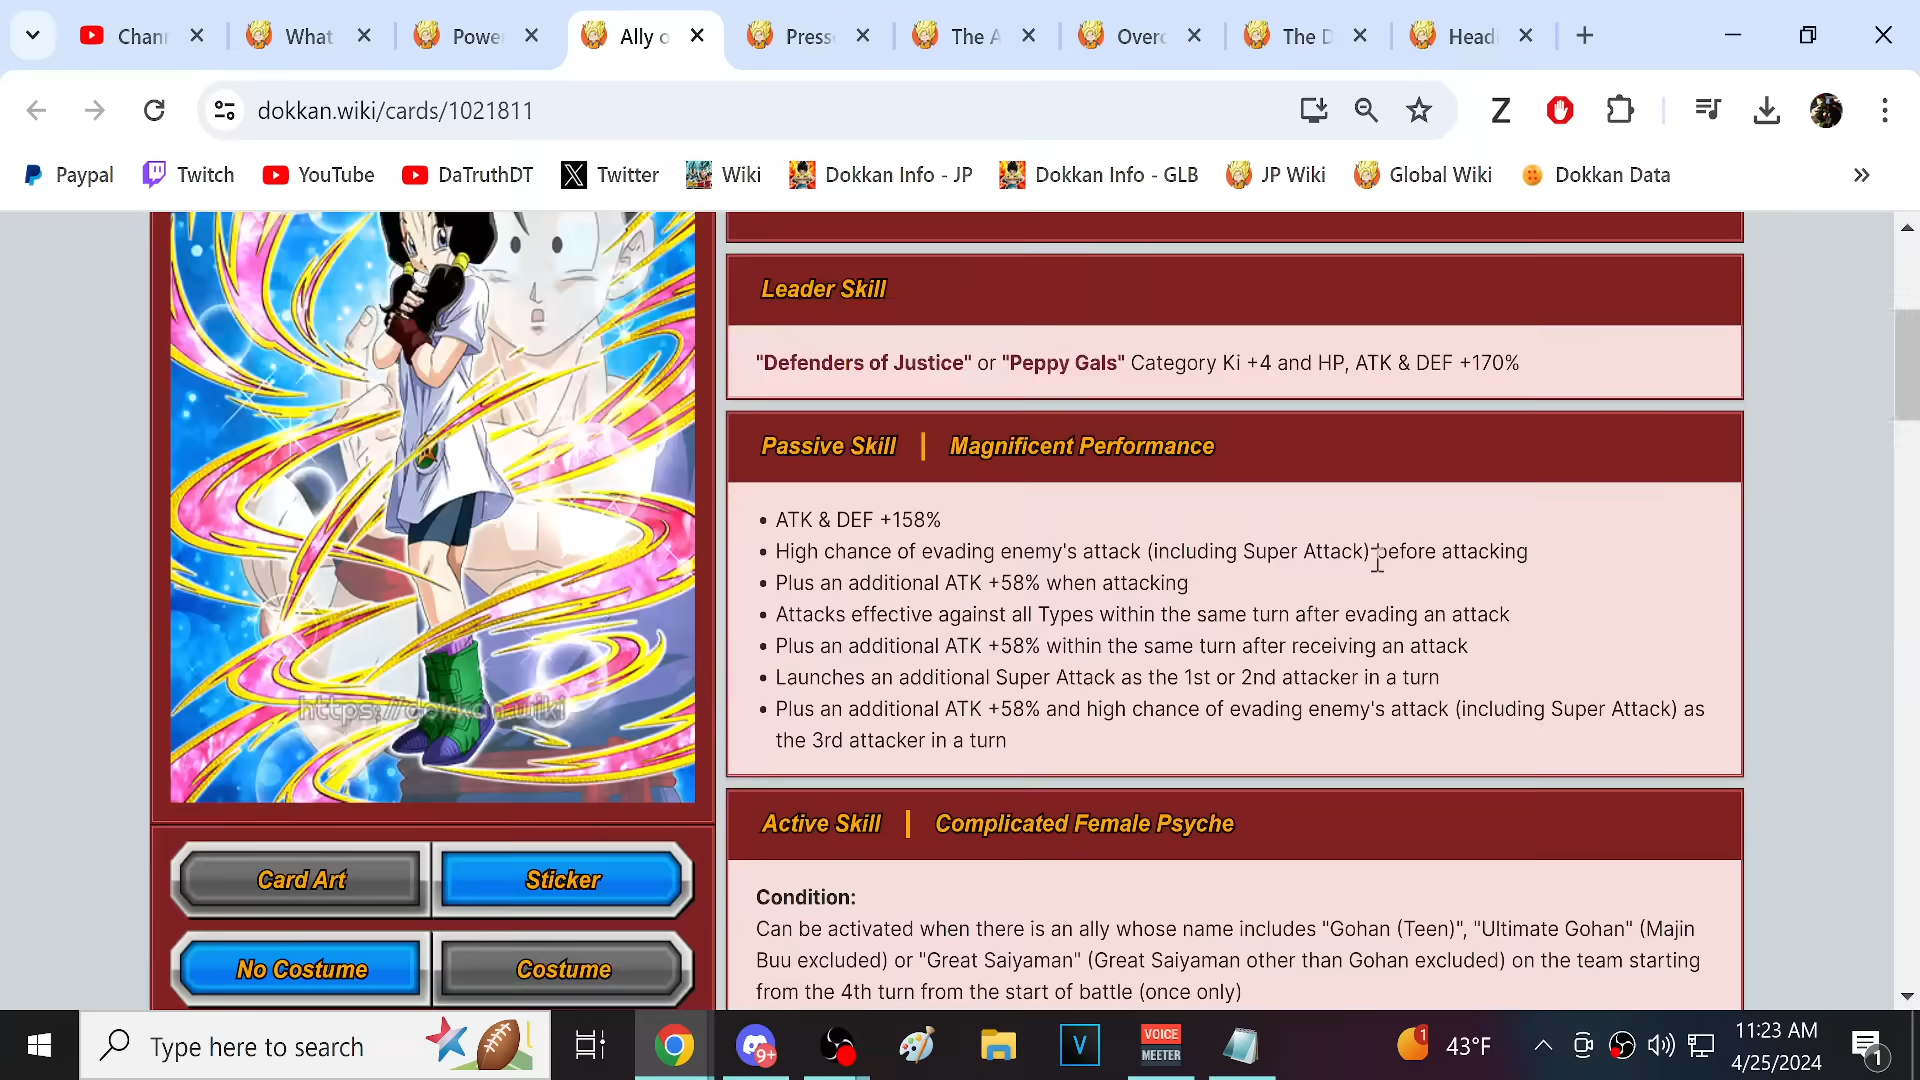 Chan
What
Powe
Ally o
Press
The A
Overc
The D
Head
dokkan.wiki/cards/1021811
Z
Paypal
Twitch
YouTube
DaTruthDT
Twitter
Wiki
Dokkan Info - JP
Dokkan Info - GLB
JP Wiki
Global Wiki
Dokkan Data
Leader Skill
"Defenders of Justice" or "Peppy Gals" Category Ki +4 and HP, ATK & DEF +170%
Passive Skill | Magnificent Performance
• ATK & DEF +158%
• High chance of evading enemy's attack (including Super Attack) before attacking
• Plus an additional ATK +58% when attacking
• Attacks effective against all Types within the same turn after evading an attack
• Plus an additional ATK +58% within the same turn after receiving an attack
• Launches an additional Super Attack as the 1st or 2nd attacker in a turn
• Plus an additional ATK +58% and high chance of evading enemy's attack (including Super Attack) as
the 3rd attacker in a turn
https://dokkan.wiki
Active Skill | Complicated Female Psyche
Condition:
Can be activated when there is an ally whose name includes "Gohan (Teen)", "Ultimate Gohan" (Majin
Buu excluded) or "Great Saiyaman" (Great Saiyaman other than Gohan excluded) on the team starting
from the 4th turn from the start of battle (once only)
Card Art
Sticker
No Costume
Costume
Type here to search
9+
V
VOICE
MEETER
1
43°F
11:23 AM
4/25/2024
1